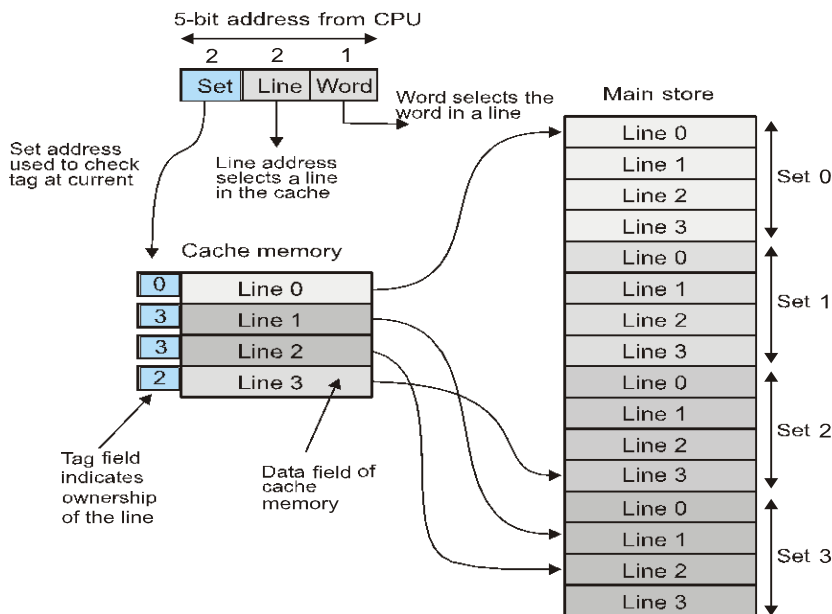 5-bit address from CPU
2 2 1
Set Line Word
Word selects the
word in a line
Set address
used to check
tag at current
Line address
selects a line
in the cache
Cache memory
0 Line 0
3 Line 1
3 Line 2
2 Line 3
Tag field
indicates
ownership
of the line
Data field of
cache
memory
Main store
Line 0
Line 1
Line 2
Line 3
Set 0
Line 0
Line 1
Line 2
Line 3
Set 1
Line 0
Line 1
Line 2
Line 3
Set 2
Line 0
Line 1
Line 2
Line 3
Set 3